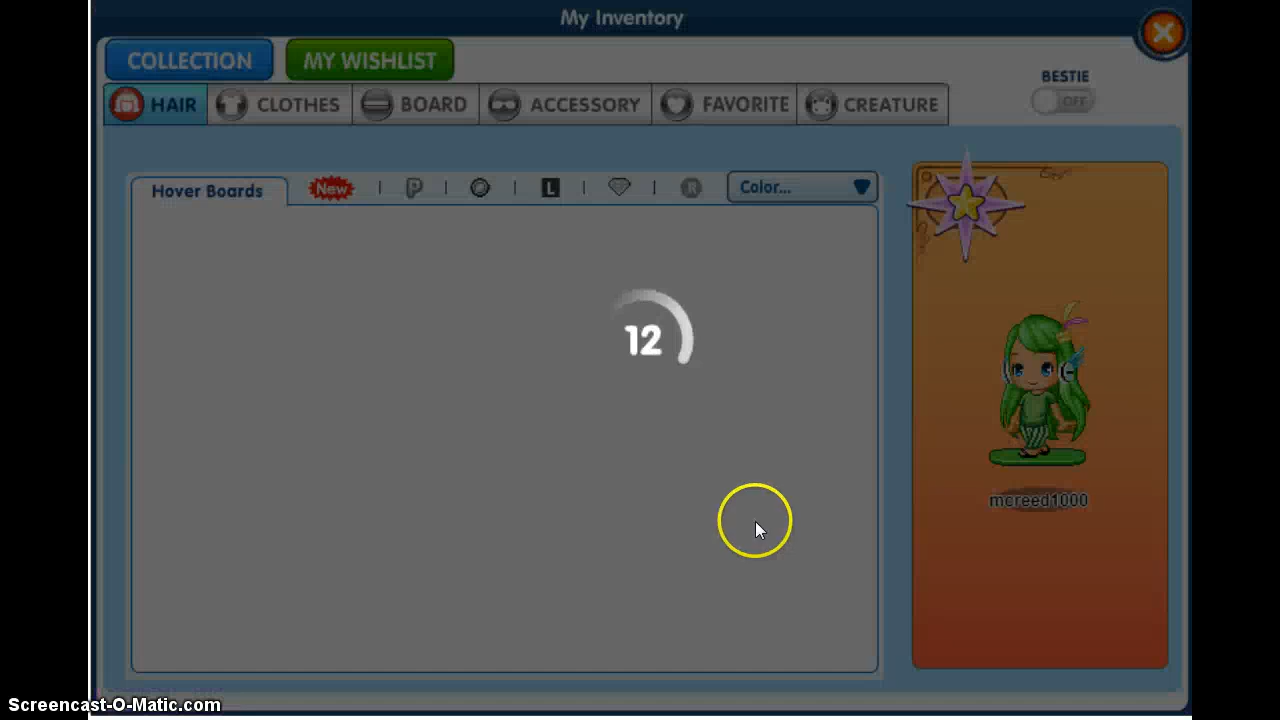 My Inventory
COLLECTION
MY WISHLIST
BESTIE
OFF
HAIR
CLOTHES
BOARD
ACCESSORY
FAVORITE
CREATURE
Hover Boards
New
P
L
R
Color...
12
mcreed1000
Screencast-O-Matic.com